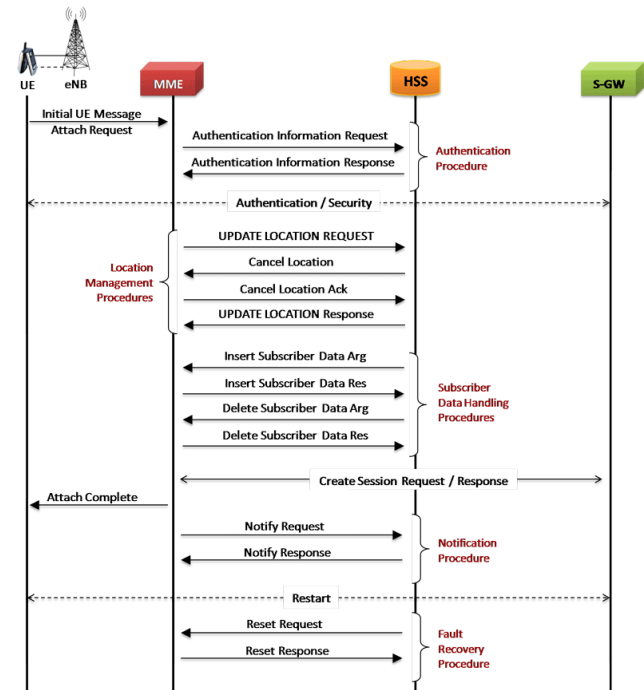 UE eNB MME HSS S-GW
Initial UE Message
Attach Request
Authentication Information Request
Authentication Information Response
Authentication
Procedure
Authentication / Security
UPDATE LOCATION REQUEST
Cancel Location
Cancel Location Ack
UPDATE LOCATION Response
Location
Management
Procedures
Insert Subscriber Data Arg
Insert Subscriber Data Res
Delete Subscriber Data Arg
Delete Subscriber Data Res
Subscriber
Data Handling
Procedures
Create Session Request / Response
Attach Complete
Notify Request
Notify Response
Notification
Procedure
Restart
Reset Request
Reset Response
Fault
Recovery
Procedure